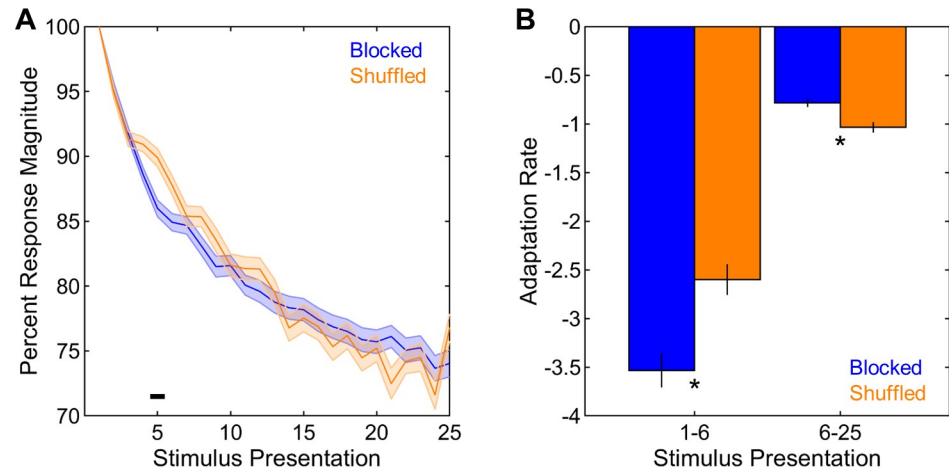 A
100
95
90
85
80
75
70
Percent Response Magnitude
Blocked
Shuffled
5
10
15
20
25
Stimulus Presentation
B
0
-0.5
-1
-1.5
-2
-2.5
-3
-3.5
-4
Adaptation Rate
*
*
Blocked
Shuffled
1-6
6-25
Stimulus Presentation